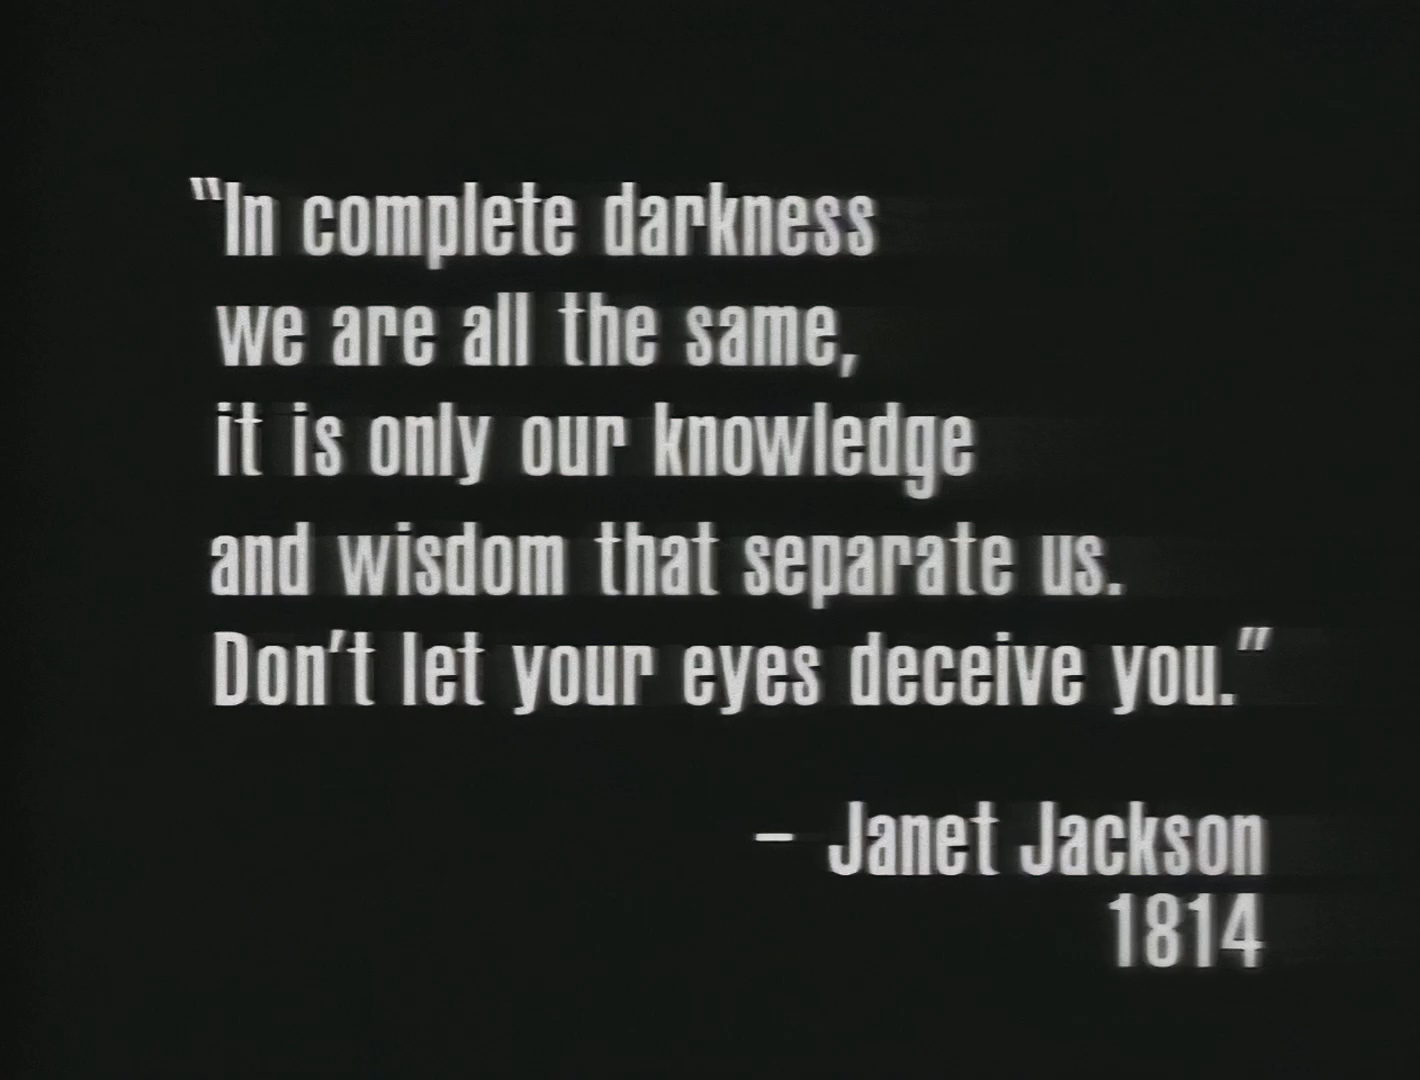 “In complete darkness
we are all the same,
it is only our knowledge
and wisdom that separate us.
Don’t let your eyes deceive you.”
– Janet Jackson
1814